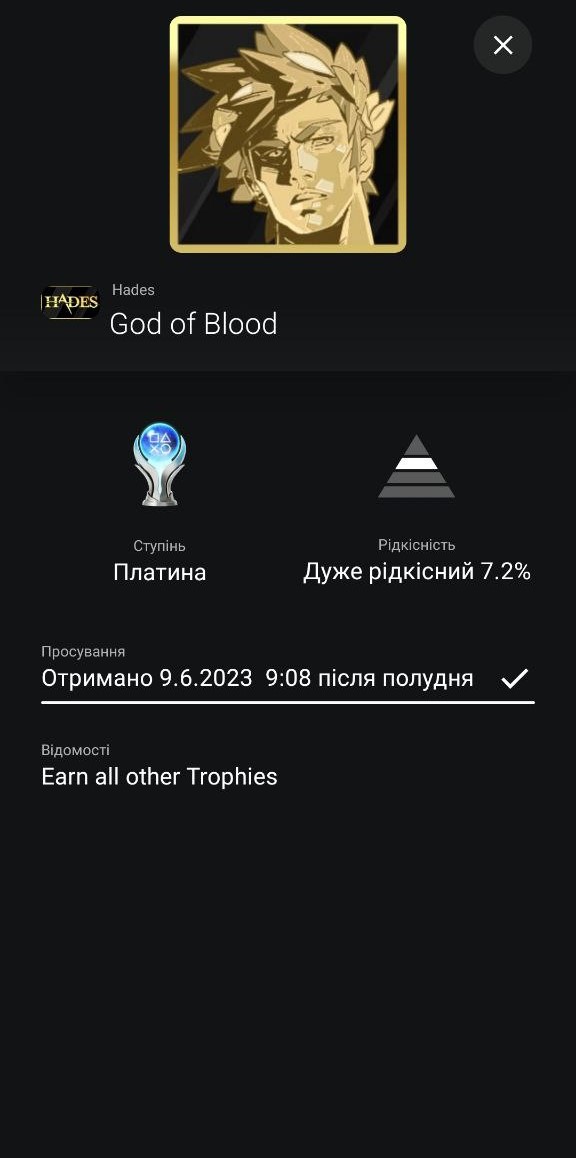 HADES
Hades
God of Blood
Ступінь
Платина
Рідкісність
Дуже рідкісний 7.2%
Просування
Отримано 9.6.2023 9:08 після полудня
Відомості
Earn all other Trophies